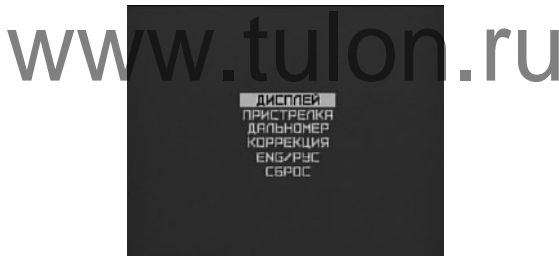 www.tulon.ru
ДИСПЛЕЙ
ПРИСТРЕЛКА
ДАЛЬНОМЕР
КОРРЕКЦИЯ
ENG/РУС
СБРОС